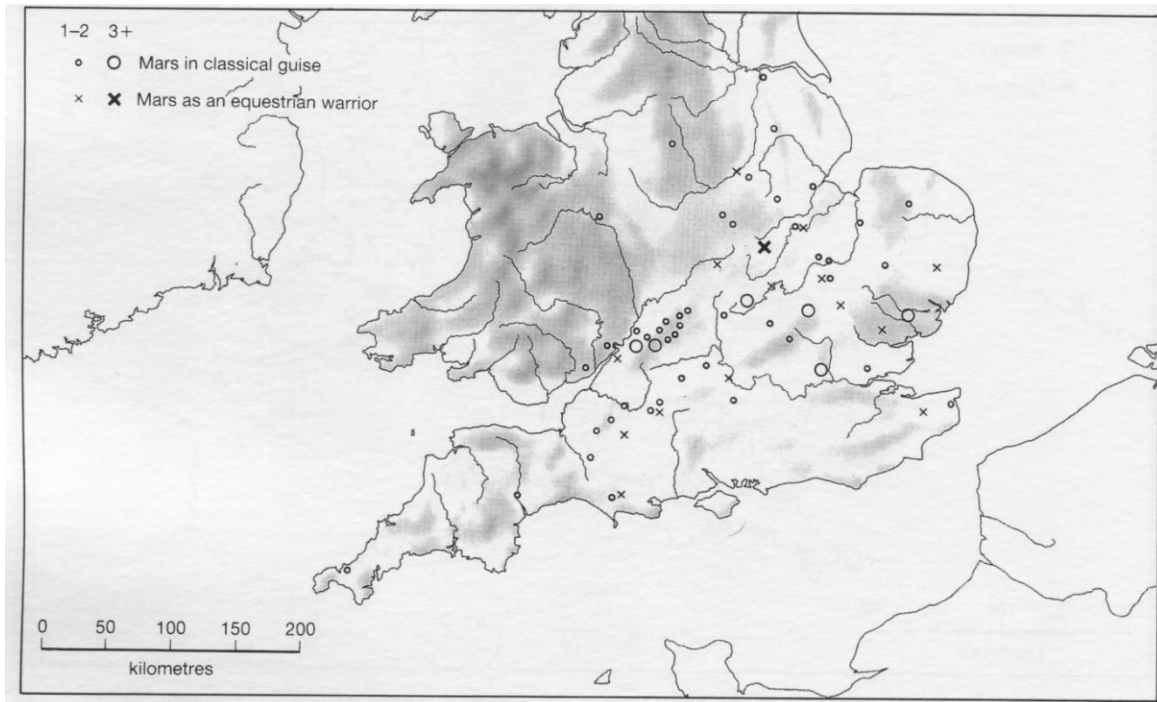 1–2 3+
Mars in classical guise
Mars as an equestrian warrior
0 50 100 150 200
kilometres